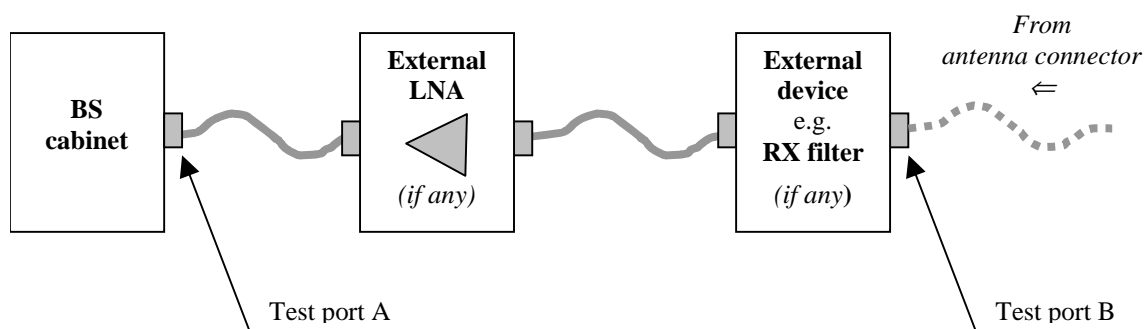 BS
cabinet
External
LNA
(if any)
External
device
e.g.
RX filter
(if any)
From
antenna connector
⇐
Test port A
Test port B